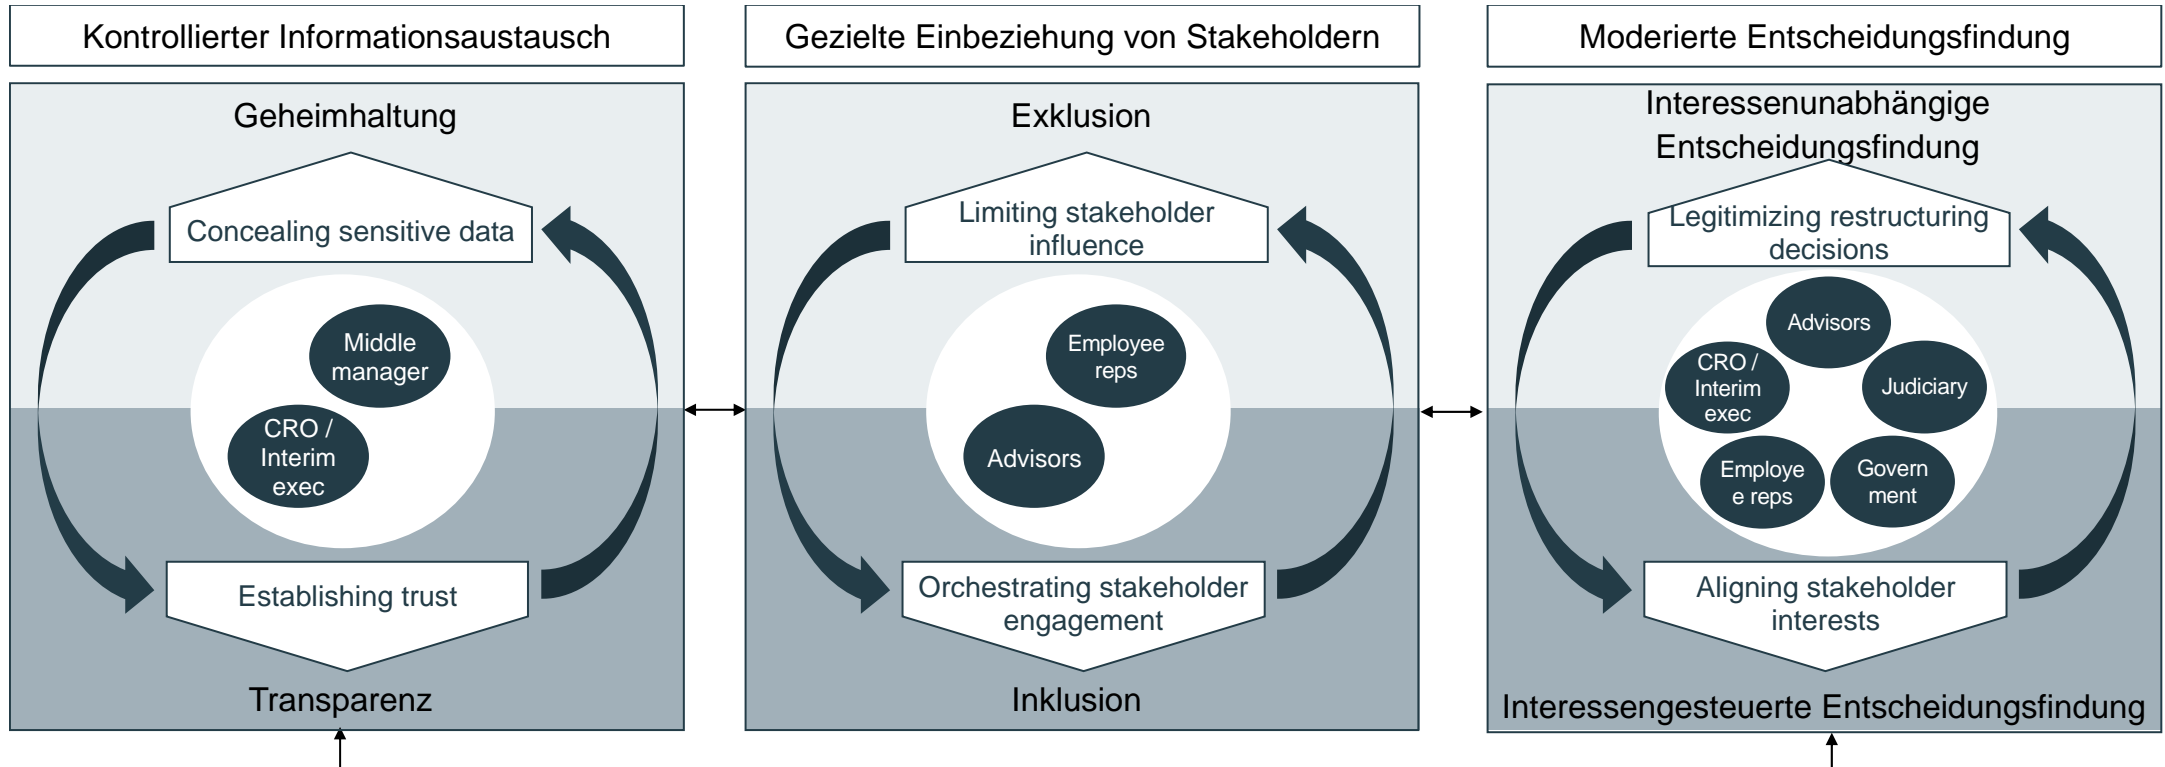 Kontrollierter Informationsaustausch
Geheimhaltung
Concealing sensitive data
Middle
manager
CRO /
Interim
exec
Establishing trust
Transparenz
Gezielte Einbeziehung von Stakeholdern
Exklusion
Limiting stakeholder
influence
Employee
reps
Advisors
Orchestrating stakeholder
engagement
Inklusion
Moderierte Entscheidungsfindung
Interessenunabhängige
Entscheidungsfindung
Legitimizing restructuring
decisions
Advisors
CRO /
Interim
exec
Judiciary
Employe
e reps
Govern
ment
Aligning stakeholder
interests
Interessengesteuerte Entscheidungsfindung